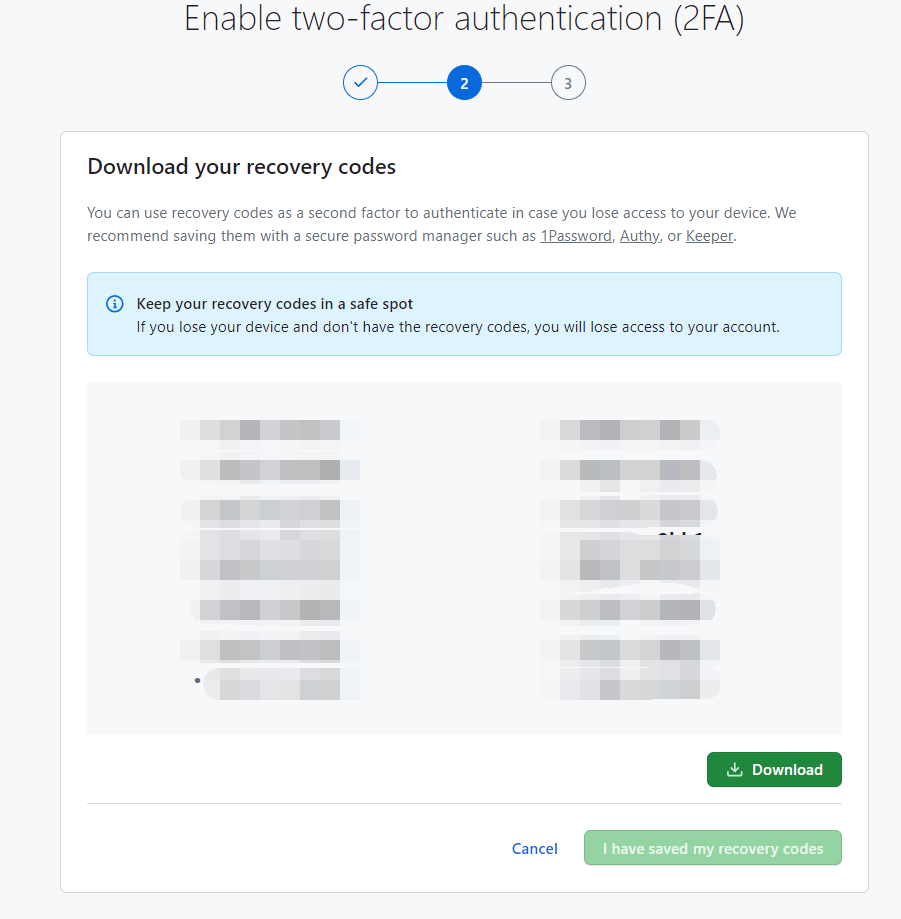 Enable two-factor authentication (2FA)
2
3
Download your recovery codes
You can use recovery codes as a second factor to authenticate in case you lose access to your device. We
recommend saving them with a secure password manager such as 1Password, Authy, or Keeper.
Keep your recovery codes in a safe spot
If you lose your device and don't have the recovery codes, you will lose access to your account.
Download
Cancel
I have saved my recovery codes